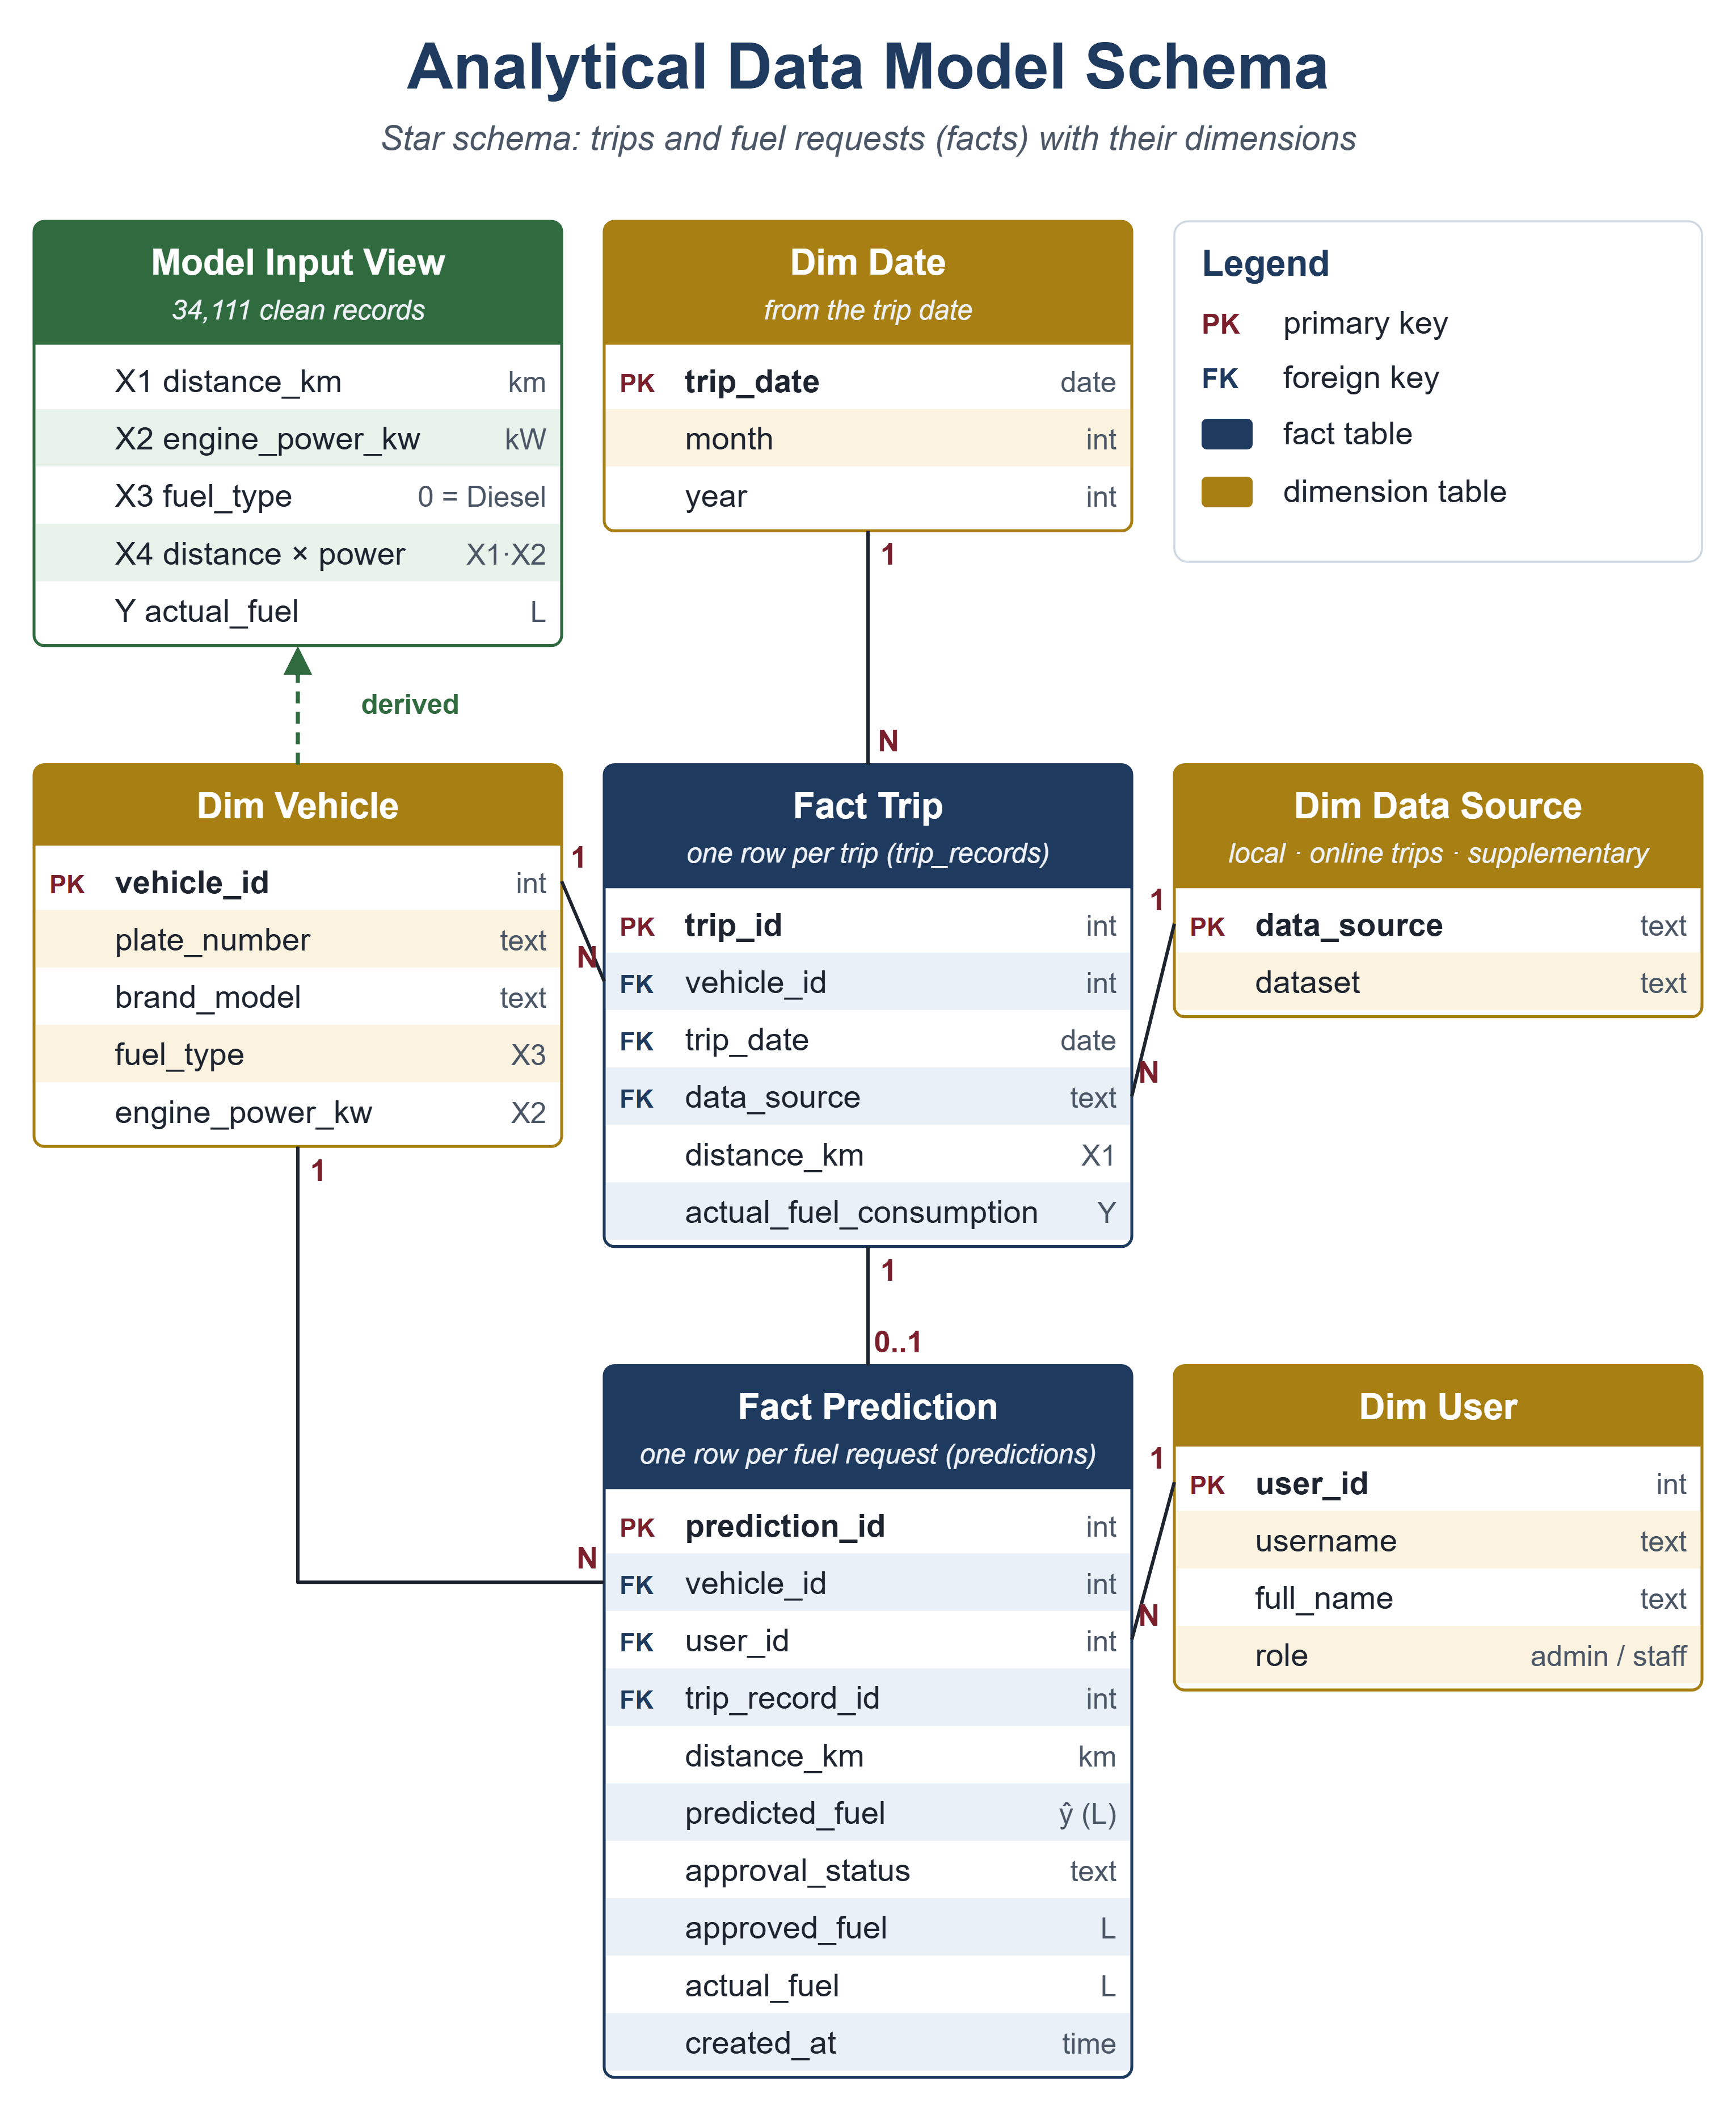 Analytical Data Model Schema
Star schema: trips and fuel requests (facts) with their dimensions
Model Input View
34,111 clean records
X1 distance_km km
X2 engine_power_kw kW
X3 fuel_type 0 = Diesel
X4 distance × power X1·X2
Y actual_fuel L
derived
Dim Date
from the trip date
PK trip_date date
month int
year int
1
N
Legend
PK primary key
FK foreign key
fact table
dimension table
Dim Vehicle
PK vehicle_id int
plate_number text
brand_model text
fuel_type X3
engine_power_kw X2
1
N
1
N
Fact Trip
one row per trip (trip_records)
PK trip_id int
FK vehicle_id int
FK trip_date date
FK data_source text
distance_km X1
actual_fuel_consumption Y
1
0..1
Dim Data Source
local · online trips · supplementary
PK data_source text
dataset text
1
N
Fact Prediction
one row per fuel request (predictions)
PK prediction_id int
FK vehicle_id int
FK user_id int
FK trip_record_id int
distance_km km
predicted_fuel ŷ (L)
approval_status text
approved_fuel L
actual_fuel L
created_at time
Dim User
PK user_id int
username text
full_name text
role admin / staff
1
N